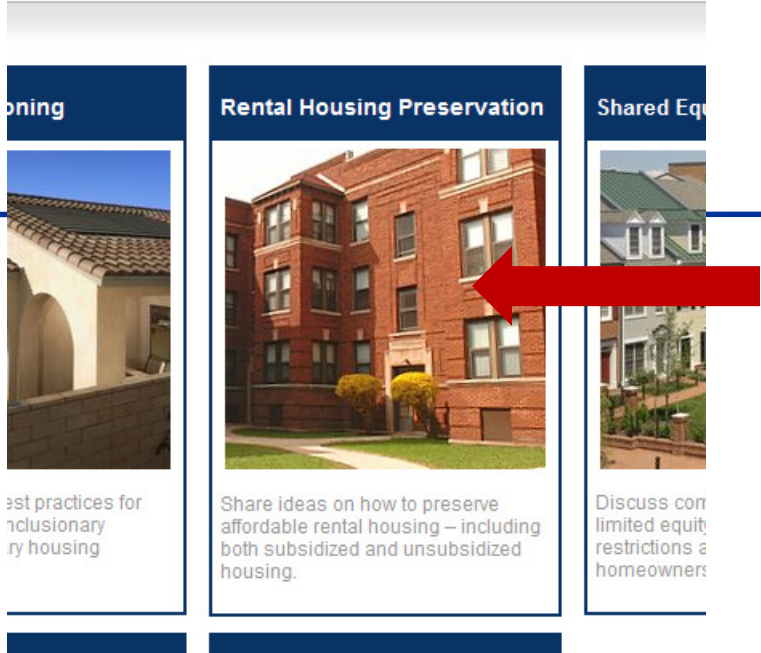 oning
Rental Housing Preservation
Shared Equ
est practices for
nclusionary
ry housing
Share ideas on how to preserve
affordable rental housing – including
both subsidized and unsubsidized
housing.
Discuss com
limited equity
restrictions a
homeowners